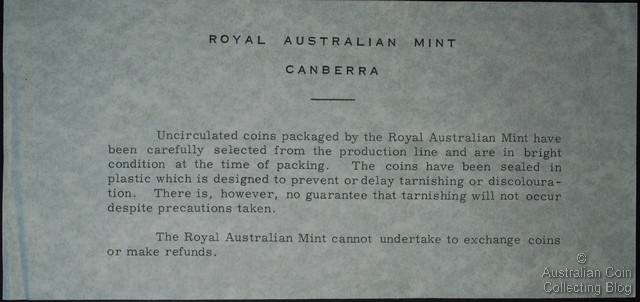 ROYAL AUSTRALIAN MINT
CANBERRA
Uncirculated coins packaged by the Royal Australian Mint have
been carefully selected from the production line and are in bright
condition at the time of packing. The coins have been sealed in
plastic which is designed to prevent or delay tarnishing or discoloura-
tion. There is, however, no guarantee that tarnishing will not occur
despite precautions taken.
The Royal Australian Mint cannot undertake to exchange coins
or make refunds.
©
Australian Coin
Collecting Blog